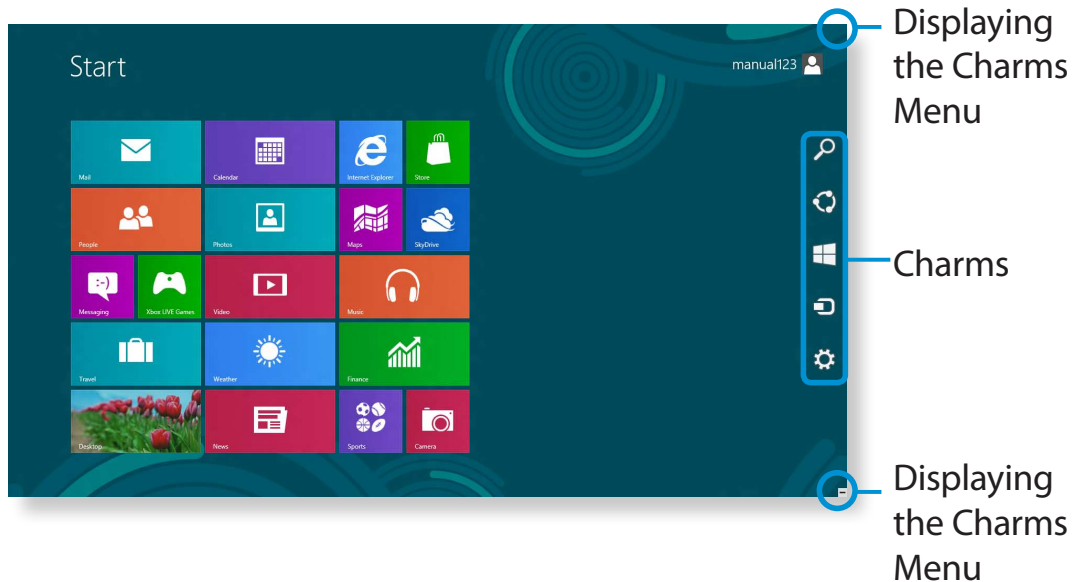 Displaying
the Charms
Menu
Start
manual123
Mail
Calendar
Internet Explorer
Store
People
Photos
Maps
SkyDrive
:-)
Messaging
Xbox LIVE Games
Video
Music
Travel
Weather
Finance
Desktop
News
Sports
Camera
Charms
Displaying
the Charms
Menu